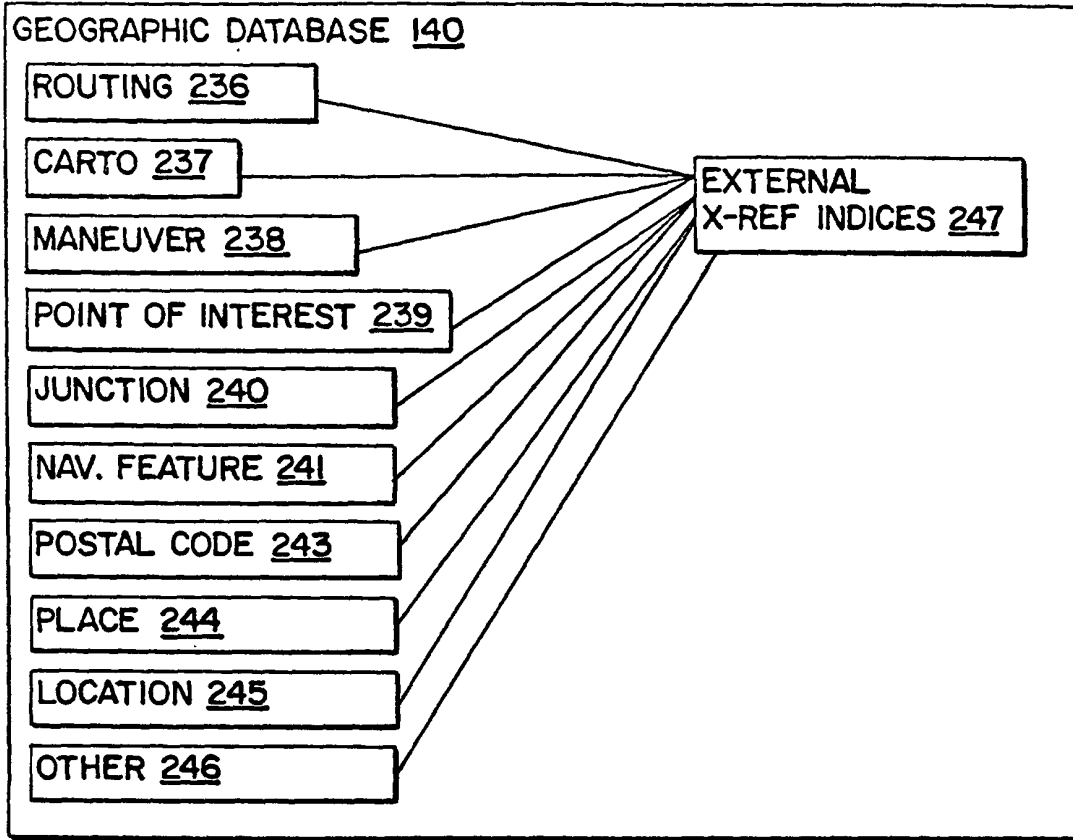 GEOGRAPHIC DATABASE 140
ROUTING 236
CARTO 237
MANEUVER 238
POINT OF INTEREST 239
JUNCTION 240
NAV. FEATURE 241
POSTAL CODE 243
PLACE 244
LOCATION 245
OTHER 246
EXTERNAL
X-REF INDICES 247